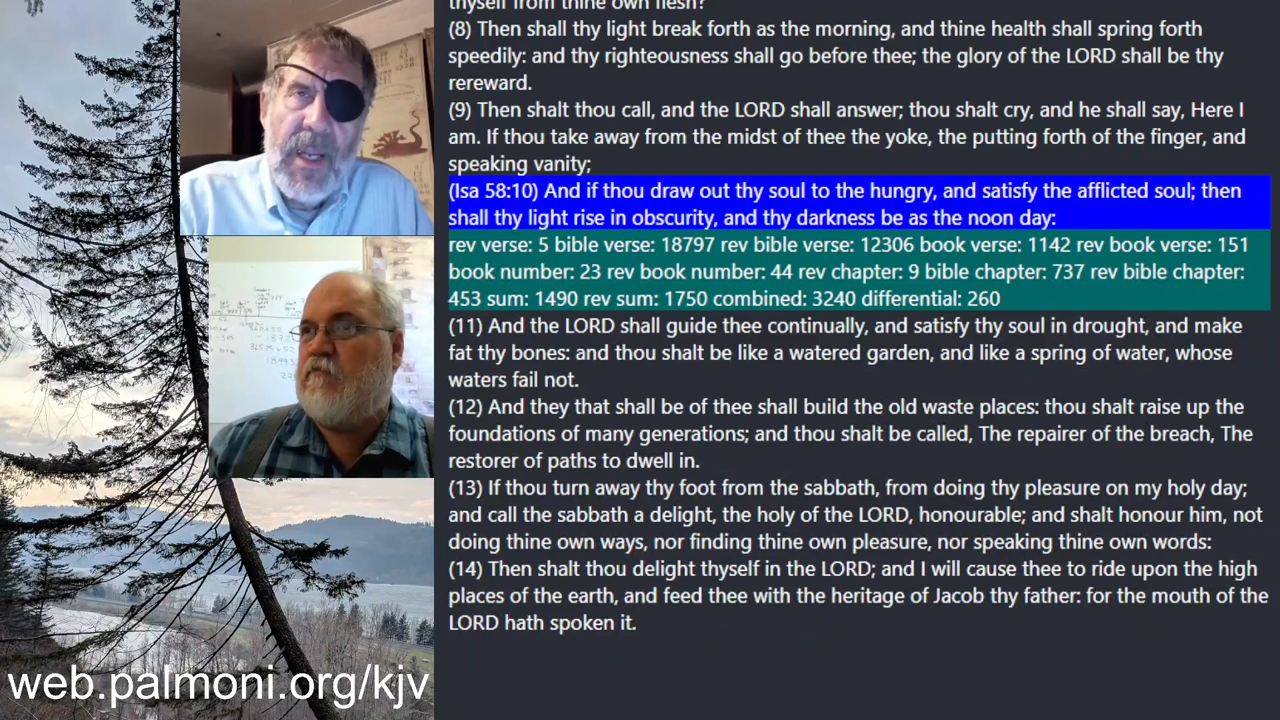 thyself from thine own flesh?
(8) Then shall thy light break forth as the morning, and thine health shall spring forth
speedily: and thy righteousness shall go before thee; the glory of the LORD shall be thy
rereward.
(9) Then shalt thou call, and the LORD shall answer; thou shalt cry, and he shall say, Here I
am. If thou take away from the midst of thee the yoke, the putting forth of the finger, and
speaking vanity;
(Isa 58:10) And if thou draw out thy soul to the hungry, and satisfy the afflicted soul; then
shall thy light rise in obscurity, and thy darkness be as the noon day:
rev verse: 5 bible verse: 18797 rev bible verse: 12306 book verse: 1142 rev book verse: 151
book number: 23 rev book number: 44 rev chapter: 9 bible chapter: 737 rev bible chapter:
453 sum: 1490 rev sum: 1750 combined: 3240 differential: 260
(11) And the LORD shall guide thee continually, and satisfy thy soul in drought, and make
fat thy bones: and thou shalt be like a watered garden, and like a spring of water, whose
waters fail not.
(12) And they that shall be of thee shall build the old waste places: thou shalt raise up the
foundations of many generations; and thou shalt be called, The repairer of the breach, The
restorer of paths to dwell in.
(13) If thou turn away thy foot from the sabbath, from doing thy pleasure on my holy day;
and call the sabbath a delight, the holy of the LORD, honourable; and shalt honour him, not
doing thine own ways, nor finding thine own pleasure, nor speaking thine own words:
(14) Then shalt thou delight thyself in the LORD; and I will cause thee to ride upon the high
places of the earth, and feed thee with the heritage of Jacob thy father: for the mouth of the
LORD hath spoken it.
web.palmoni.org/kjv